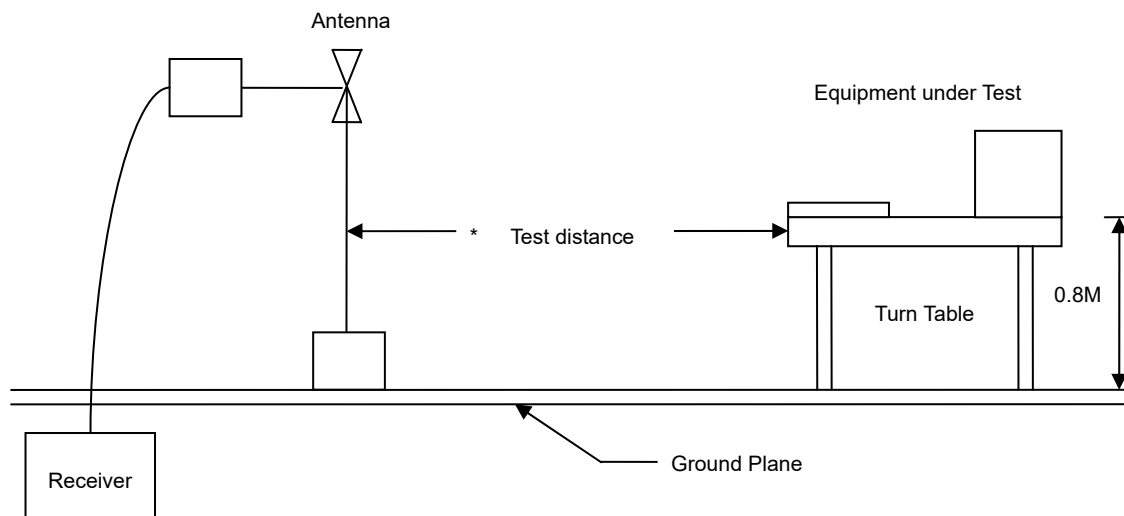 Antenna
Equipment under Test
* Test distance
0.8M
Turn Table
Ground Plane
Receiver